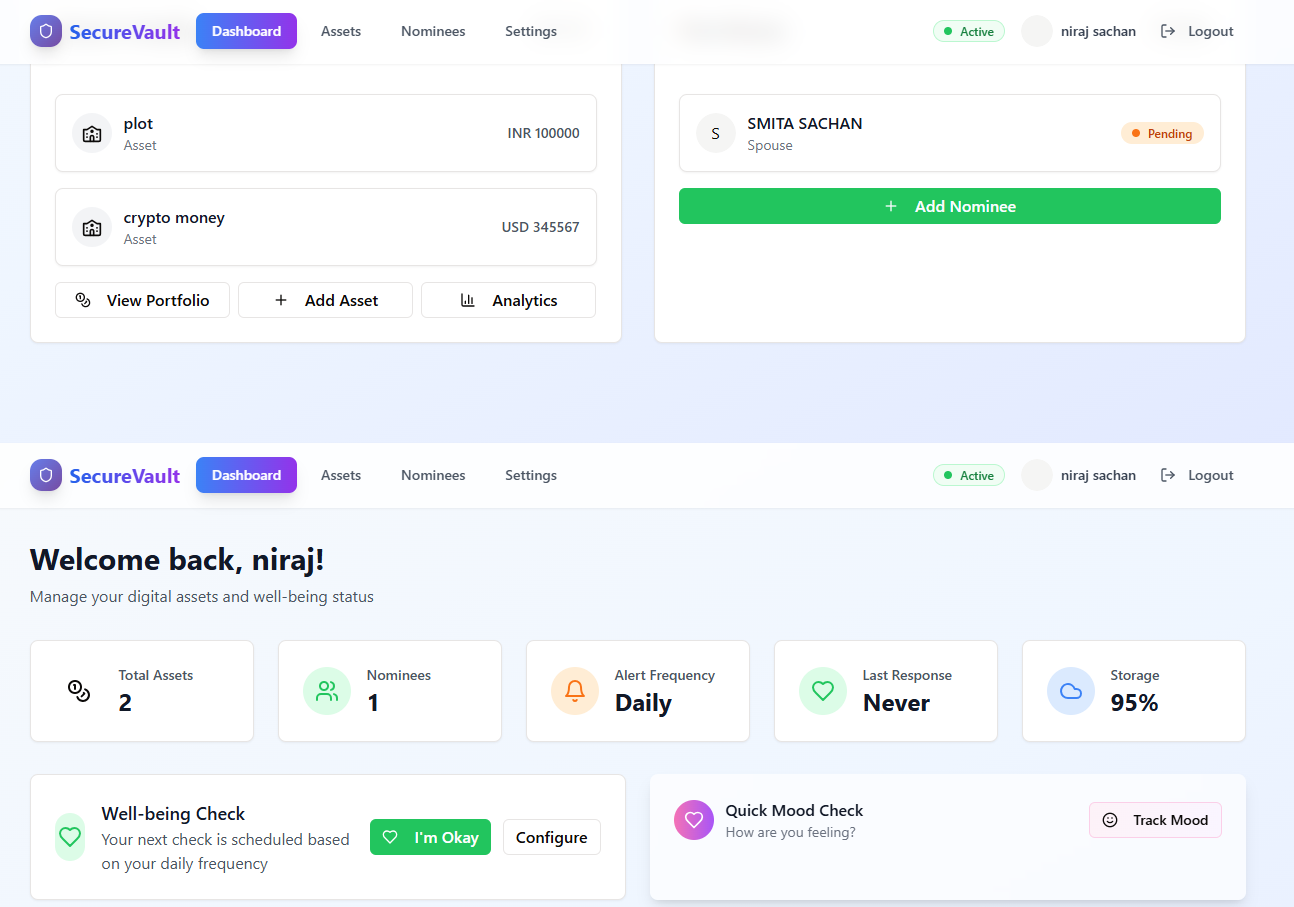 SecureVault Dashboard Assets Nominees Settings Active niraj sachan Logout
plot
Asset
INR 100000
crypto money
Asset
USD 345567
View Portfolio Add Asset Analytics
S
SMITA SACHAN
Spouse
Pending
Add Nominee
SecureVault Dashboard Assets Nominees Settings Active niraj sachan Logout
Welcome back, niraj!
Manage your digital assets and well-being status
Total Assets
2
Nominees
1
Alert Frequency
Daily
Last Response
Never
Storage
95%
Well-being Check
Your next check is scheduled based
on your daily frequency
I'm Okay
Configure
Quick Mood Check
How are you feeling?
Track Mood